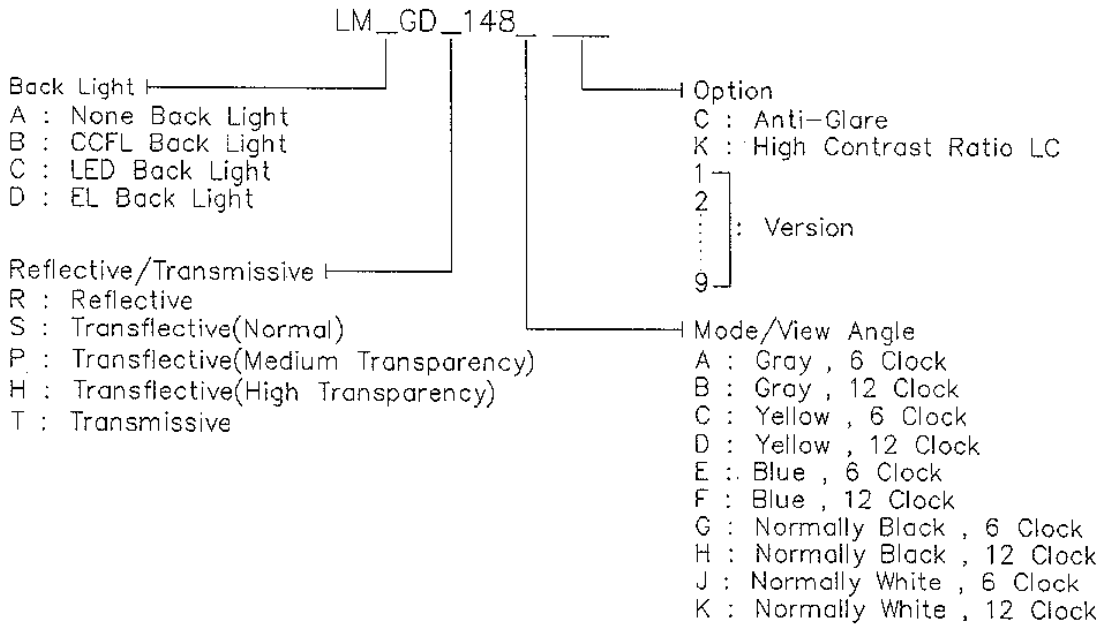 LM_GD_148_ __
Back Light
A : None Back Light
B : CCFL Back Light
C : LED Back Light
D : EL Back Light
Reflective/Transmissive
R : Reflective
S : Transflective(Normal)
P : Transflective(Medium Transparency)
H : Transflective(High Transparency)
T : Transmissive
Option
C : Anti-Glare
K : High Contrast Ratio LC
1
2
: Version
9
Mode/View Angle
A : Gray , 6 Clock
B : Gray , 12 Clock
C : Yellow , 6 Clock
D : Yellow , 12 Clock
E : Blue , 6 Clock
F : Blue , 12 Clock
G : Normally Black , 6 Clock
H : Normally Black , 12 Clock
J : Normally White , 6 Clock
K : Normally White , 12 Clock